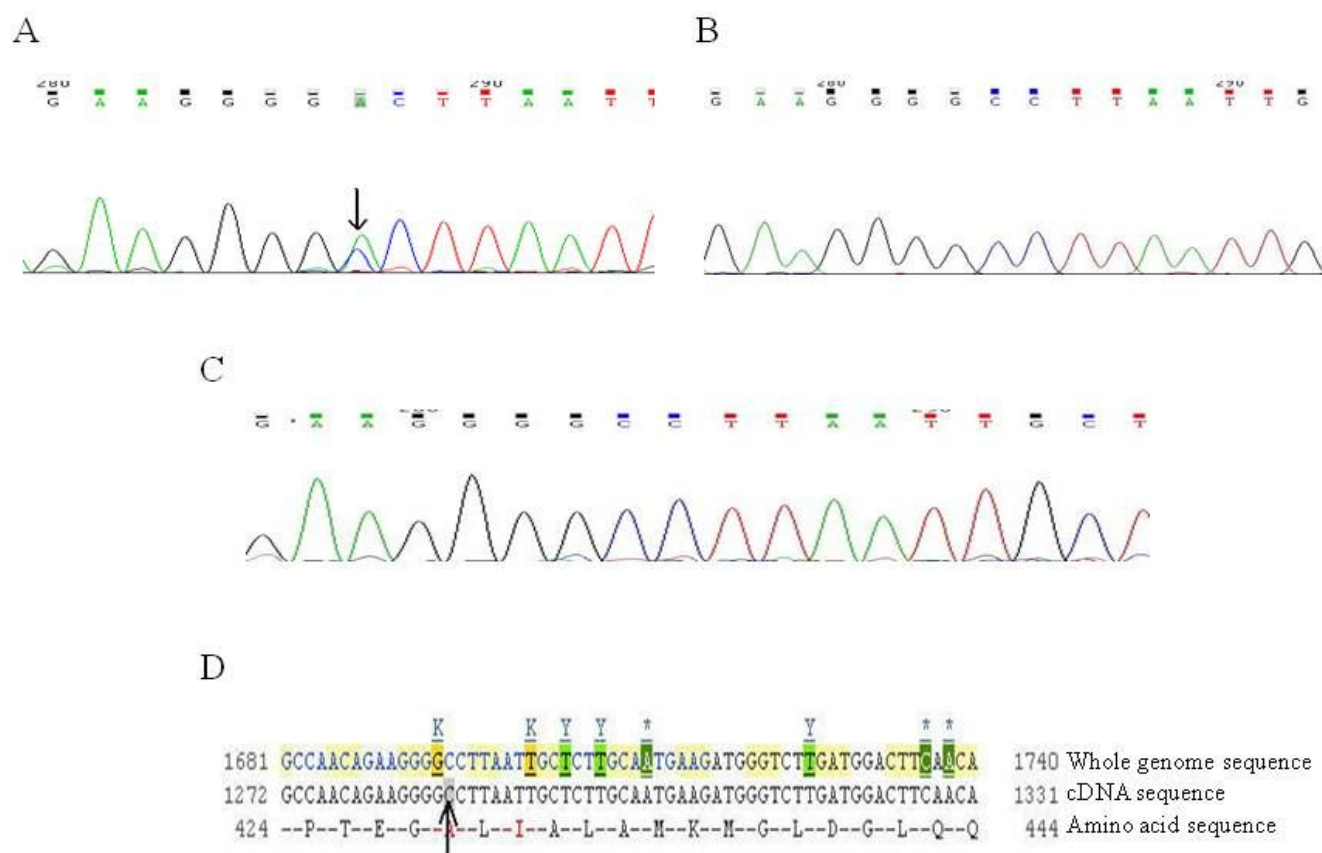 A
280 290
G A A G G G G A C T T A A T T
B
280 290
G A A G G G G C C T T A A T T G
C
G A A G G G G C C T T A A T T G C T
D
K K Y Y * Y * *
1681 GCCAACAGAAGGGGCCTTAATTGCTCTTGCAATGAAGATGGGTCTTGATGGACTTCAACA 1740 Whole genome sequence
1272 GCCAACAGAAGGGGCCTTAATTGCTCTTGCAATGAAGATGGGTCTTGATGGACTTCAACA 1331 cDNA sequence
424 --P--T--E--G--A--L--I--A--L--A--M--K--M--G--L--D--G--L--Q--Q 444 Amino acid sequence